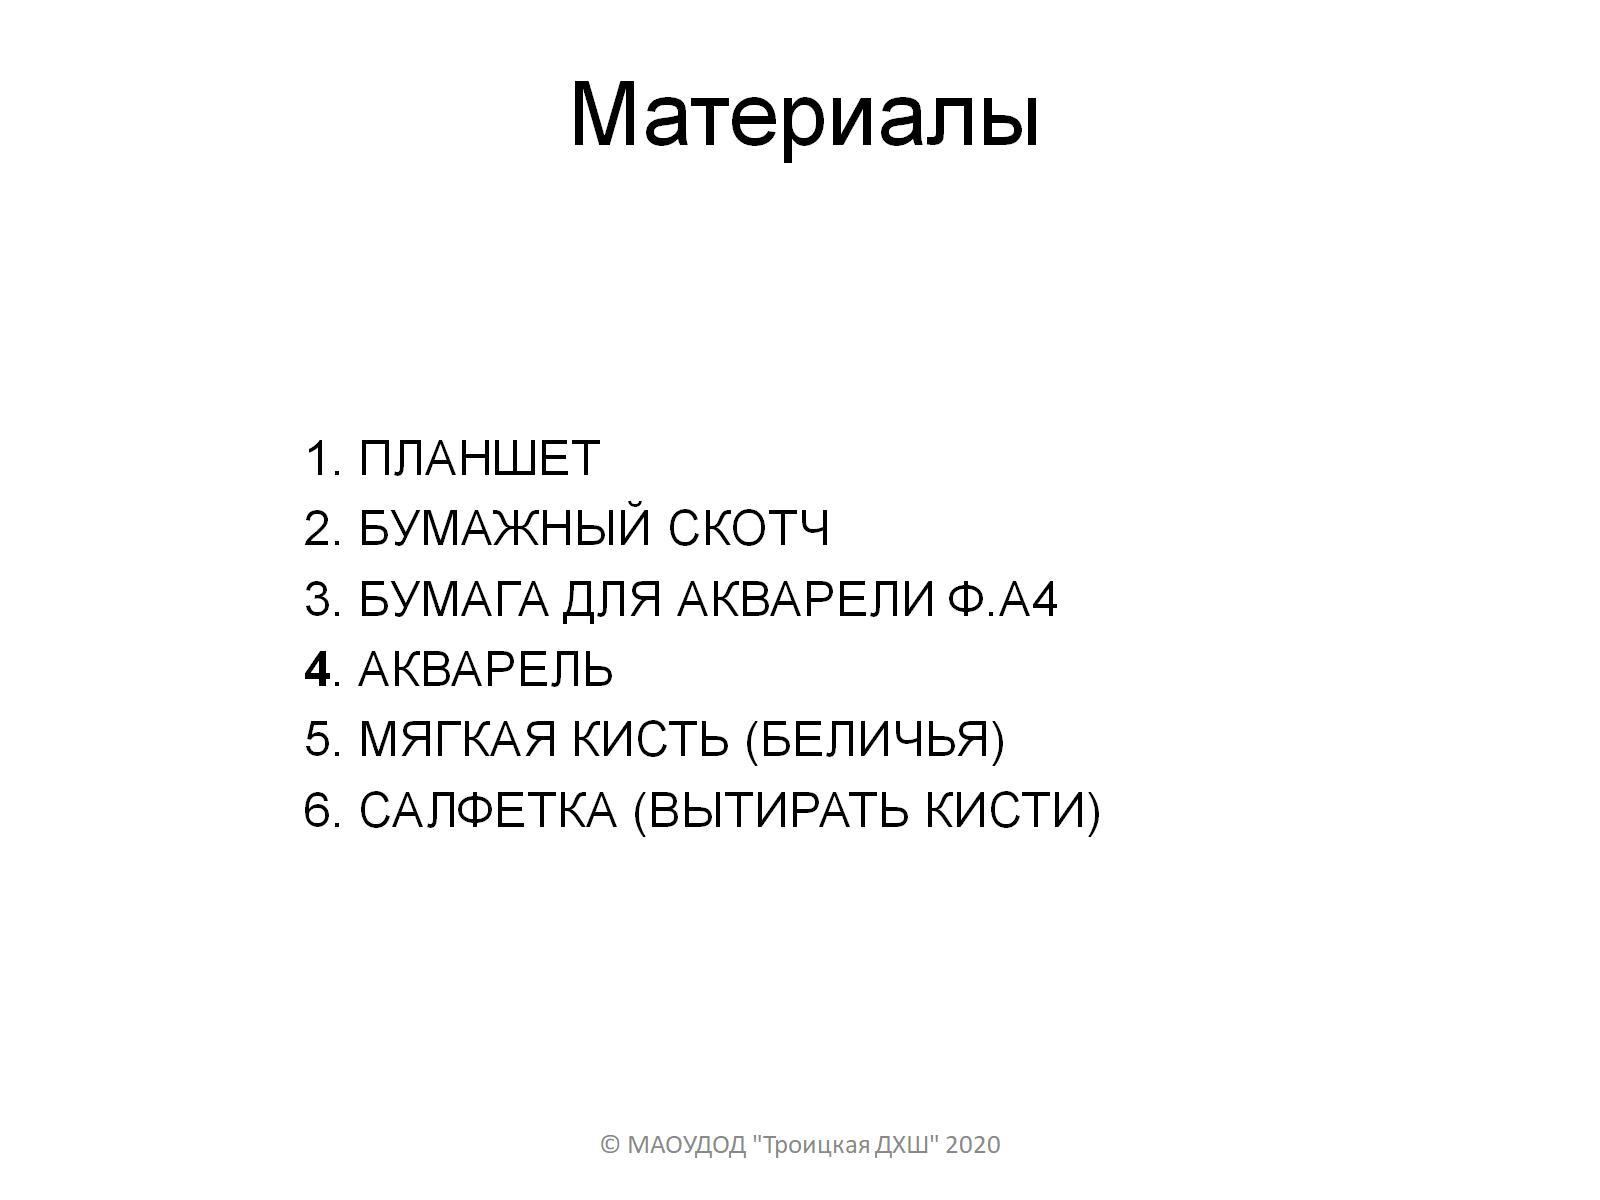 Материалы
1. ПЛАНШЕТ
2. БУМАЖНЫЙ СКОТЧ
3. БУМАГА ДЛЯ АКВАРЕЛИ Ф.А4
4. АКВАРЕЛЬ
5. МЯГКАЯ КИСТЬ (БЕЛИЧЬЯ)
6. САЛФЕТКА (ВЫТИРАТЬ КИСТИ)
© МАОУДОД "Троицкая ДХШ" 2020